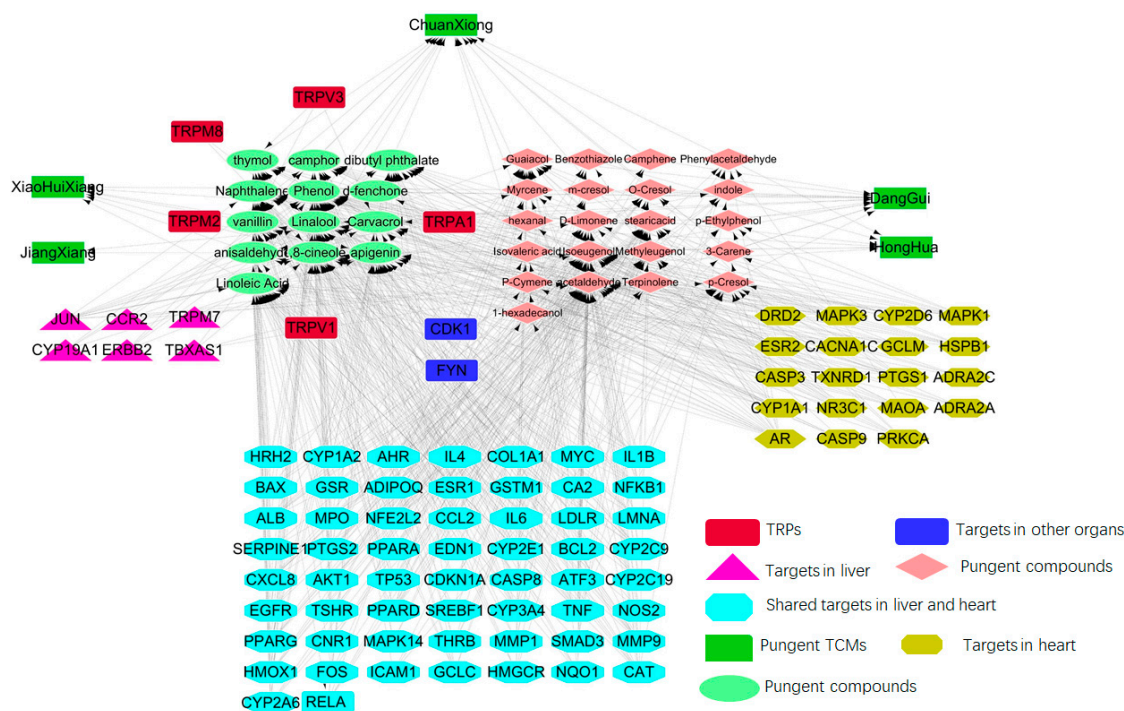 ChuanXiong
TRPV3
TRPM8
thymol camphor dibutyl phthalate
Guaiacol Benzothiazole Camphene Phenylacetaldehyde
XiaoHuiXiang
Naphthalene Phenol d-fenchone
Myrcene m-cresol O-Cresol indole
DangGui
TRPM2
vanillin Linalool Carvacrol
TRPA1
hexanal D-Limonene stearicacid p-Ethylphenol
JiangXiang
anisaldehyde ,8-cineole apigenin
Isovaleric acid Isoeugenol Methyleugenol 3-Carene
HongHua
Linoleic Acid
P-Cymene acetaldehyde Terpinolene p-Cresol
1-hexadecanol
JUN CCR2 TRPM7
TRPV1
CDK1
DRD2 MAPK3 CYP2D6 MAPK1
CYP19A1 ERBB2 TBXAS1
FYN
ESR2 CACNA1C GCLM HSPB1
CASP3 TXNRD1 PTGS1 ADRA2C
CYP1A1 NR3C1 MAOA ADRA2A
AR CASP9 PRKCA
HRH2 CYP1A2 AHR IL4 COL1A1 MYC IL1B
BAX GSR ADIPOQ ESR1 GSTM1 CA2 NFKB1
ALB MPO NFE2L2 CCL2 IL6 LDLR LMNA
SERPINE1 PTGS2 PPARA EDN1 CYP2E1 BCL2 CYP2C9
CXCL8 AKT1 TP53 CDKN1A CASP8 ATF3 CYP2C19
EGFR TSHR PPARD SREBF1 CYP3A4 TNF NOS2
PPARG CNR1 MAPK14 THRB MMP1 SMAD3 MMP9
HMOX1 FOS ICAM1 GCLC HMGCR NQO1 CAT
CYP2A6 RELA
TRPs
Targets in other organs
Targets in liver
Pungent compounds
Shared targets in liver and heart
Pungent TCMs
Targets in heart
Pungent compounds